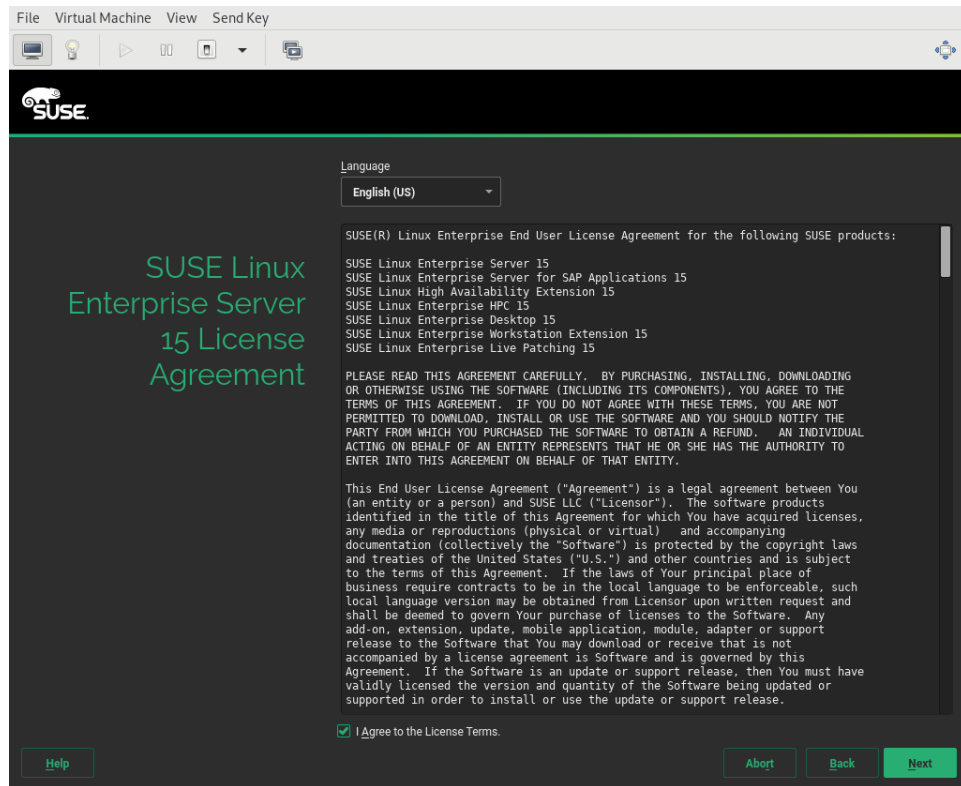 File Virtual Machine View Send Key
SUSE.
Language
English (US)
SUSE Linux
Enterprise Server
15 License
Agreement
SUSE(R) Linux Enterprise End User License Agreement for the following SUSE products:
SUSE Linux Enterprise Server 15
SUSE Linux Enterprise Server for SAP Applications 15
SUSE Linux High Availability Extension 15
SUSE Linux Enterprise HPC 15
SUSE Linux Enterprise Desktop 15
SUSE Linux Enterprise Workstation Extension 15
SUSE Linux Enterprise Live Patching 15
PLEASE READ THIS AGREEMENT CAREFULLY.  BY PURCHASING, INSTALLING, DOWNLOADING
OR OTHERWISE USING THE SOFTWARE (INCLUDING ITS COMPONENTS), YOU AGREE TO THE
TERMS OF THIS AGREEMENT.  IF YOU DO NOT AGREE WITH THESE TERMS, YOU ARE NOT
PERMITTED TO DOWNLOAD, INSTALL OR USE THE SOFTWARE AND YOU SHOULD NOTIFY THE
PARTY FROM WHICH YOU PURCHASED THE SOFTWARE TO OBTAIN A REFUND.   AN INDIVIDUAL
ACTING ON BEHALF OF AN ENTITY REPRESENTS THAT HE OR SHE HAS THE AUTHORITY TO
ENTER INTO THIS AGREEMENT ON BEHALF OF THAT ENTITY.
This End User License Agreement ("Agreement") is a legal agreement between You
(an entity or a person) and SUSE LLC ("Licensor").  The software products
identified in the title of this Agreement for which You have acquired licenses,
any media or reproductions (physical or virtual)   and accompanying
documentation (collectively the "Software") is protected by the copyright laws
and treaties of the United States ("U.S.") and other countries and is subject
to the terms of this Agreement.  If the laws of Your principal place of
business require contracts to be in the local language to be enforceable, such
local language version may be obtained from Licensor upon written request and
shall be deemed to govern Your purchase of licenses to the Software.  Any
add-on, extension, update, mobile application, module, adapter or support
release to the Software that You may download or receive that is not
accompanied by a license agreement is Software and is governed by this
Agreement.  If the Software is an update or support release, then You must have
validly licensed the version and quantity of the Software being updated or
supported in order to install or use the update or support release.
I Agree to the License Terms.
Help Abort Back Next